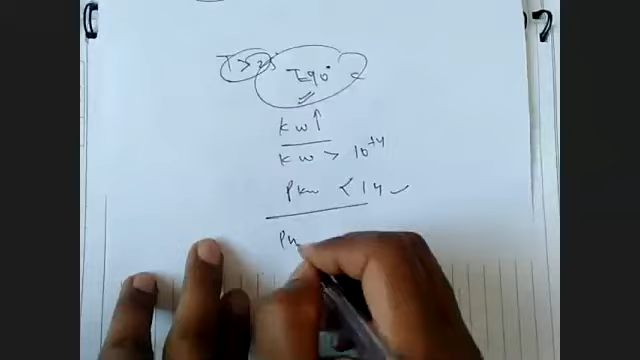 T > 25°
T 90° C
Kw ↑
Kw > 10⁻¹⁴
Pkw < 14 ✓